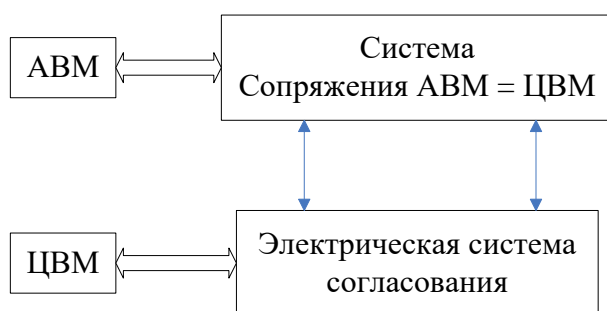 АВМ
Система
Сопряжения АВМ = ЦВМ
ЦВМ
Электрическая система
согласования